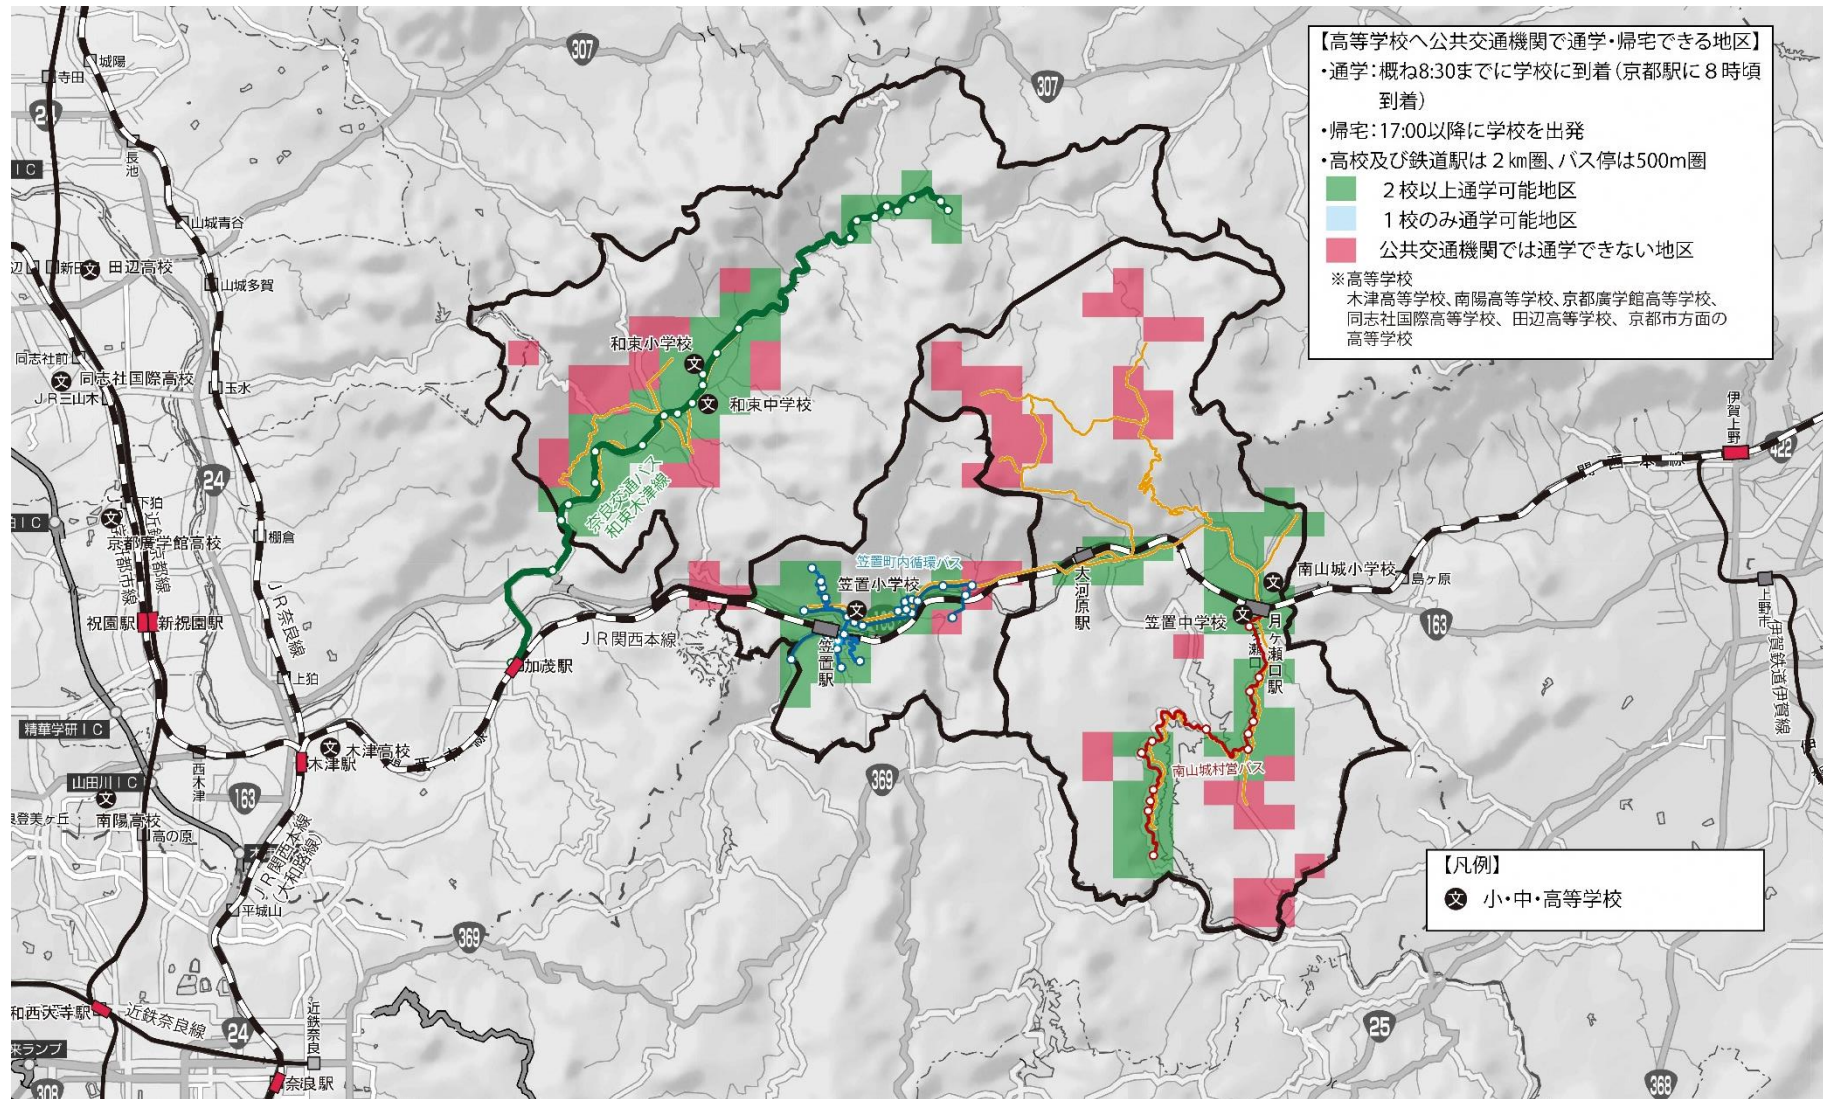 【高等学校へ公共交通機関で通学・帰宅できる地区】
・通学：概ね8:30までに学校に到着（京都駅に８時頃
到着）
・帰宅：17:00以降に学校を出発
・高校及び鉄道駅は２㎞圏、バス停は500m圏
２校以上通学可能地区
１校のみ通学可能地区
公共交通機関では通学できない地区
※高等学校
木津高等学校、南陽高等学校、京都廣学館高等学校、
同志社国際高等学校、田辺高等学校、京都市方面の
高等学校
307
307
城陽
寺田
24
長池
山城青谷
田辺高校
山城多賀
同志社前
同志社国際高校
ＪＲ三山木
玉水
24
下狛
京都廣学館高校
棚倉
ＪＲ奈良線
祝園駅
新祝園駅
上狛
精華学研ＩＣ
西木津
木津高校
木津駅
山田川ＩＣ
163
南陽高校
高の原
ＪＲ関西本線
（大和路線）
平城山
369
近鉄奈良線
24
近鉄奈良
奈良駅
308
和束小学校
和束中学校
奈良交通バス
和束木津線
加茂駅
ＪＲ関西本線
笠置町内循環バス
笠置小学校
笠置駅
大河原駅
南山城小学校
笠置中学校
月ヶ瀬口駅
南山城村営バス
369
島ヶ原
163
関西本線
伊賀上野
422
上野市
伊賀鉄道伊賀線
25
368
【凡例】
小・中・高等学校